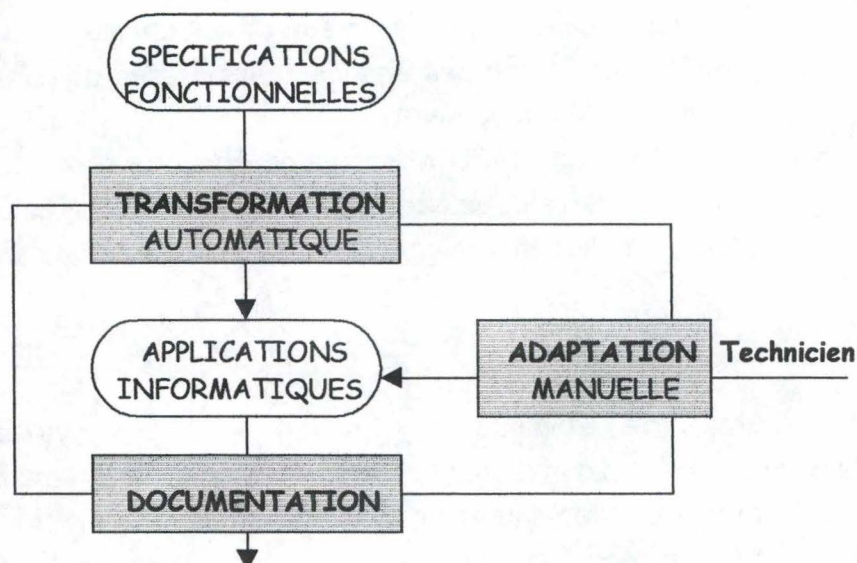 SPECIFICATIONS
FONCTIONNELLES
TRANSFORMATION
AUTOMATIQUE
APPLICATIONS
INFORMATIQUES
ADAPTATION
MANUELLE
Technicien
DOCUMENTATION